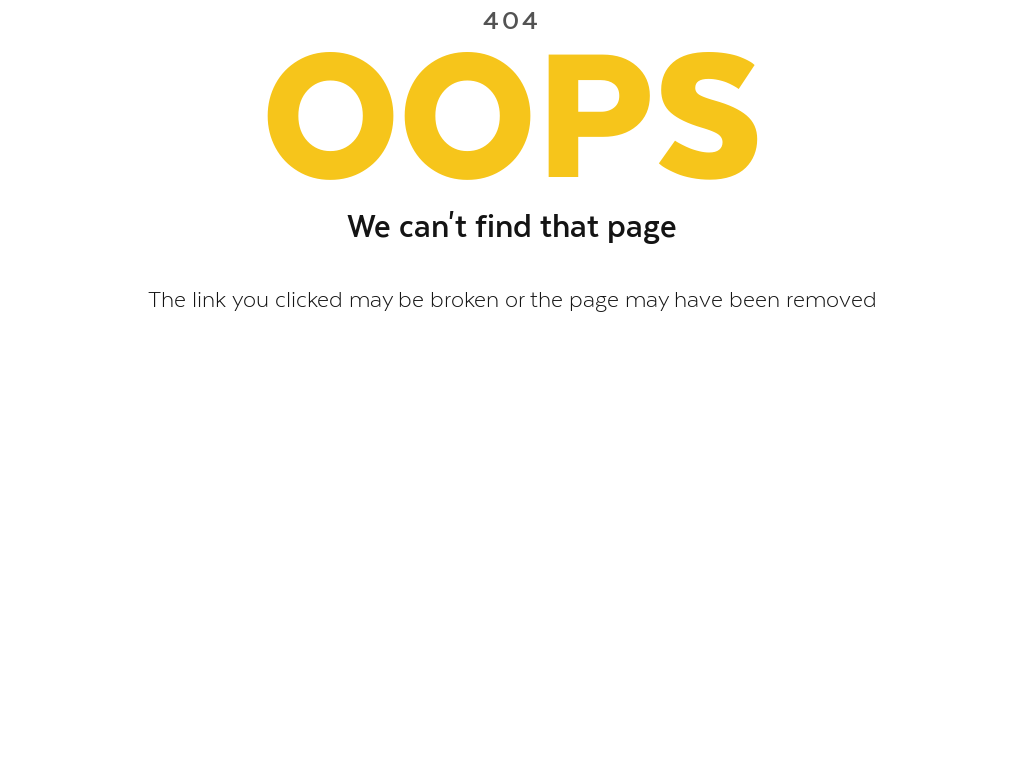 404
OOPS
We can't find that page
The link you clicked may be broken or the page may have been removed